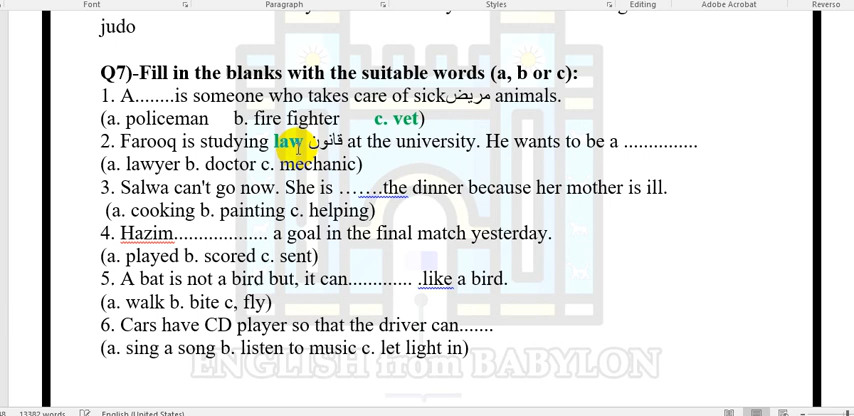 Font Paragraph Styles Editing Adobe Acrobat Reverso
judo
Q7)-Fill in the blanks with the suitable words (a, b or c):
1. A........is someone who takes care of sick مريض animals.
(a. policeman b. fire fighter c. vet)
2. Farooq is studying law قانون at the university. He wants to be a ...............
(a. lawyer b. doctor c. mechanic)
3. Salwa can't go now. She is …….the dinner because her mother is ill.
(a. cooking b. painting c. helping)
4. Hazim................... a goal in the final match yesterday.
(a. played b. scored c. sent)
5. A bat is not a bird but, it can............. .like a bird.
(a. walk b. bite c, fly)
6. Cars have CD player so that the driver can.......
(a. sing a song b. listen to music c. let light in)
ENGLISH from BABYLON
13382 words English (United States)